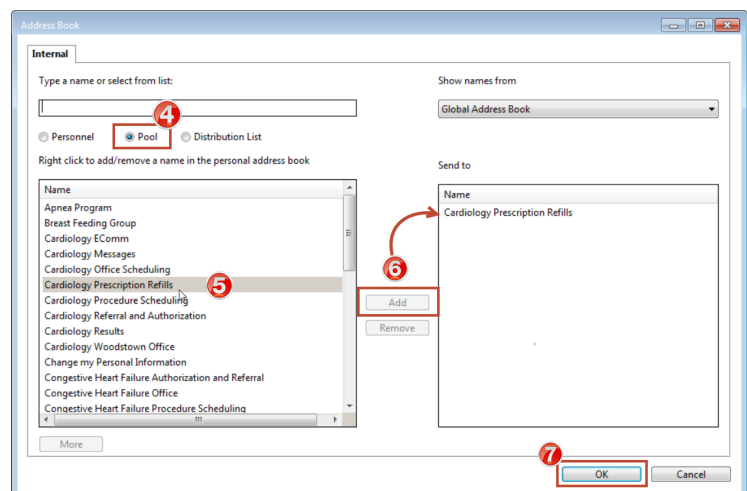 Address Book
Internal
Type a name or select from list:
Show names from
4
Global Address Book
Personnel Pool Distribution List
Right click to add/remove a name in the personal address book
Send to
Name
Name
Apnea Program
Cardiology Prescription Refills
Breast Feeding Group
Cardiology EComm
Cardiology Messages
Cardiology Office Scheduling
6
Cardiology Prescription Refills
5
Cardiology Procedure Scheduling
Add
Cardiology Referral and Authorization
Cardiology Results
Remove
Cardiology Woodstown Office
Change my Personal Information
Congestive Heart Failure Authorization and Referral
Congestive Heart Failure Office
Congestive Heart Failure Procedure Scheduling
More
7
OK
Cancel